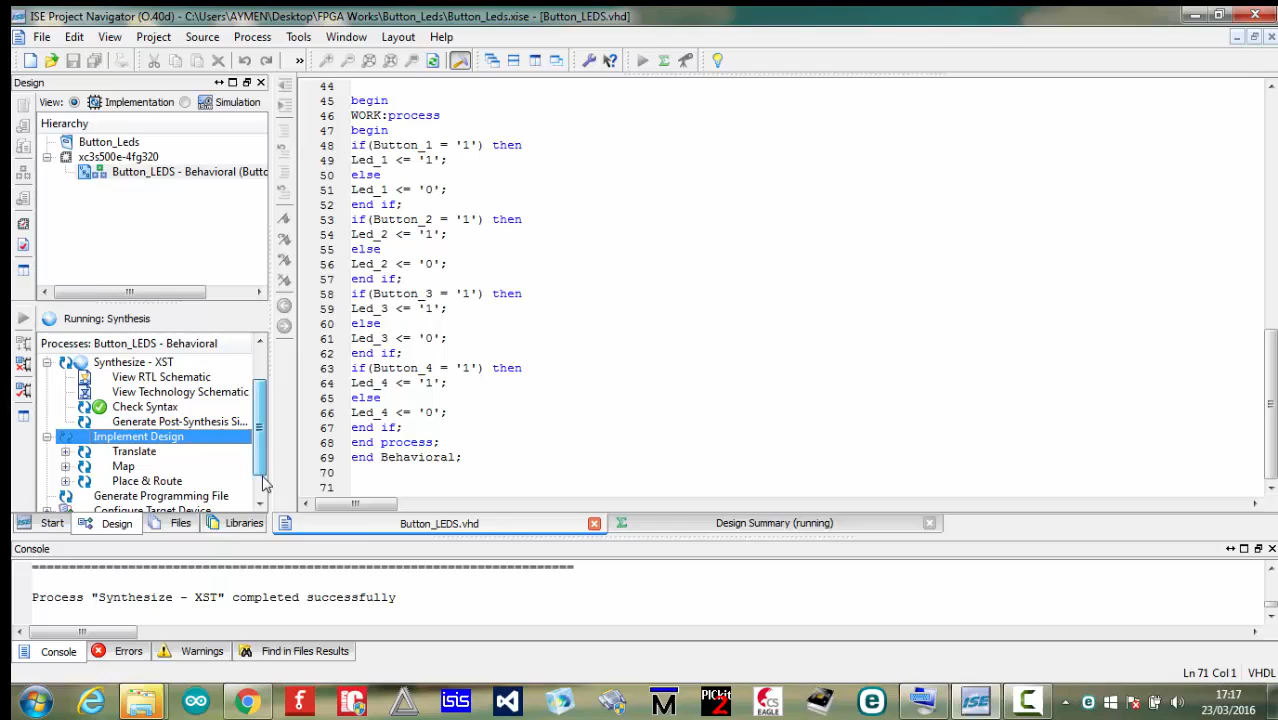 ISE Project Navigator (O.40d) - C:\Users\AYMEN\Desktop\FPGA Works\Button_Leds\Button_Leds.xise - [Button_LEDS.vhd]
File Edit View Project Source Process Tools Window Layout Help
Design
View: Implementation Simulation
Hierarchy
Button_Leds
xc3s500e-4fg320
Button_LEDS - Behavioral (Butto
Running: Synthesis
Processes: Button_LEDS - Behavioral
Synthesize - XST
View RTL Schematic
View Technology Schematic
Check Syntax
Generate Post-Synthesis Si...
Implement Design
Translate
Map
Place & Route
Generate Programming File
Configure Target Device
Start Design Files Libraries
44
45 begin
46 WORK:process
47 begin
48 if(Button_1 = '1') then
49 Led_1 <= '1';
50 else
51 Led_1 <= '0';
52 end if;
53 if(Button_2 = '1') then
54 Led_2 <= '1';
55 else
56 Led_2 <= '0';
57 end if;
58 if(Button_3 = '1') then
59 Led_3 <= '1';
60 else
61 Led_3 <= '0';
62 end if;
63 if(Button_4 = '1') then
64 Led_4 <= '1';
65 else
66 Led_4 <= '0';
67 end if;
68 end process;
69 end Behavioral;
70
71
Button_LEDS.vhd Design Summary (running)
Console
=========================================================================
Process "Synthesize - XST" completed successfully
Console Errors Warnings Find in Files Results
Ln 71 Col 1 VHDL
isis M PICkit 2 CS EAGLE ISE
17:17
23/03/2016